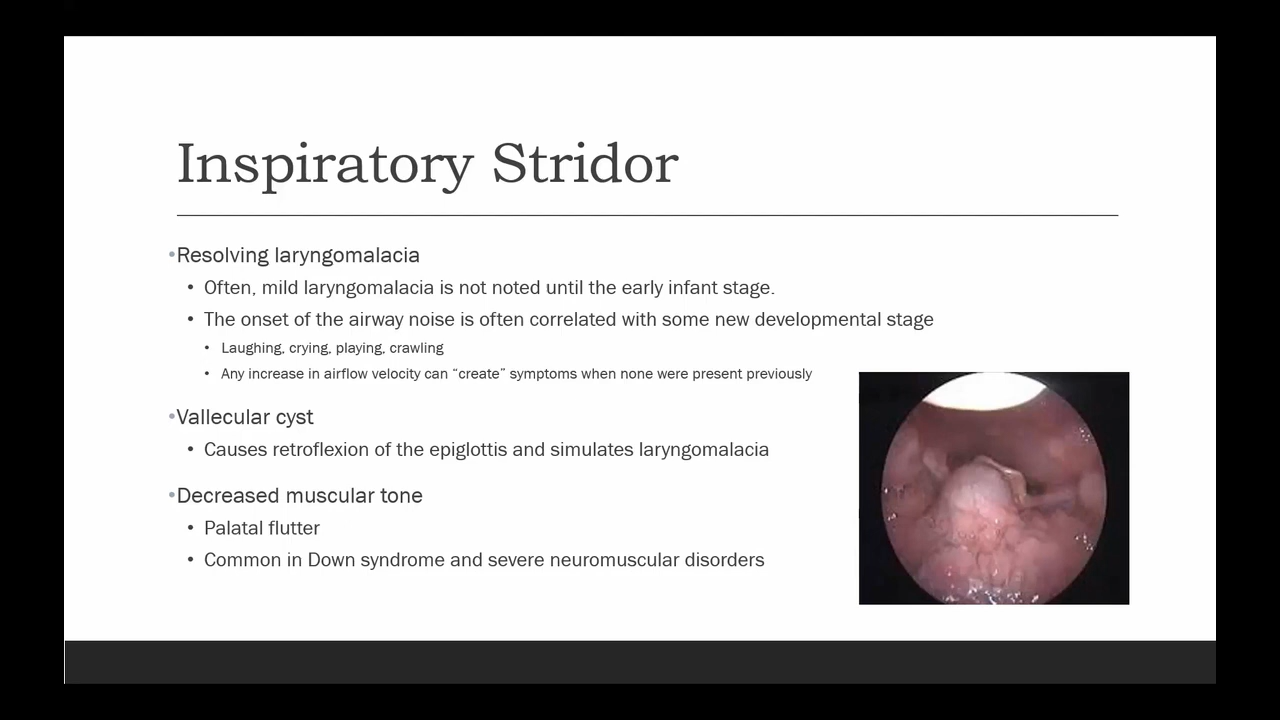 Inspiratory Stridor
•Resolving laryngomalacia
• Often, mild laryngomalacia is not noted until the early infant stage.
• The onset of the airway noise is often correlated with some new developmental stage
• Laughing, crying, playing, crawling
• Any increase in airflow velocity can “create” symptoms when none were present previously
•Vallecular cyst
• Causes retroflexion of the epiglottis and simulates laryngomalacia
•Decreased muscular tone
• Palatal flutter
• Common in Down syndrome and severe neuromuscular disorders